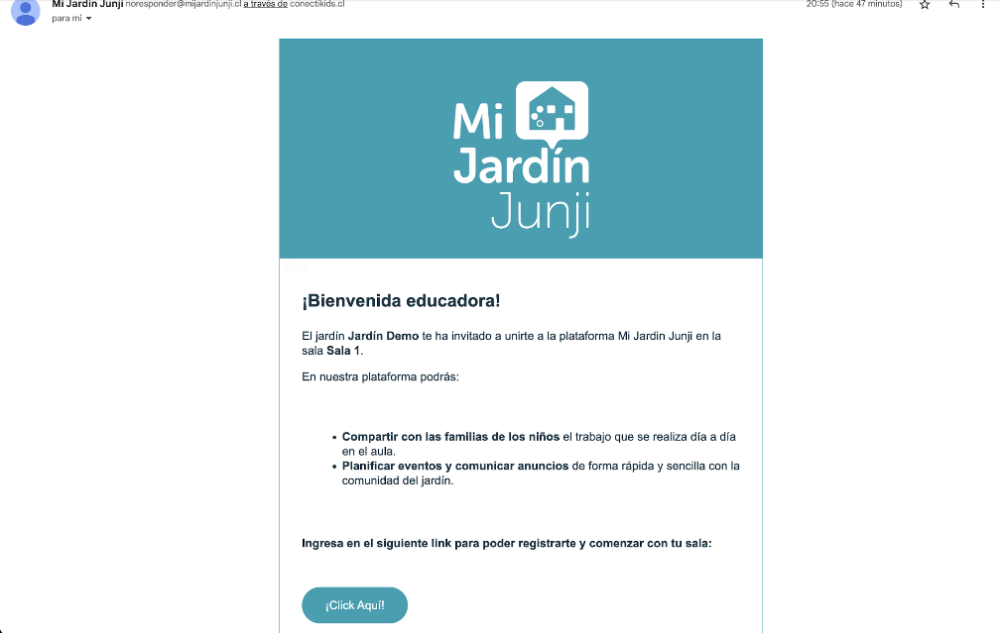 Mi Jardin Junji noresponder@mijardinjunji.cl a través de conectikids.cl
20:55 (hace 47 minutos)
para mí
Mi
Jardín
Junji
¡Bienvenida educadora!
El jardín Jardín Demo te ha invitado a unirte a la plataforma Mi Jardin Junji en la
sala Sala 1.
En nuestra plataforma podrás:
• Compartir con las familias de los niños el trabajo que se realiza día a día
en el aula.
• Planificar eventos y comunicar anuncios de forma rápida y sencilla con la
comunidad del jardín.
Ingresa en el siguiente link para poder registrarte y comenzar con tu sala:
¡Click Aquí!